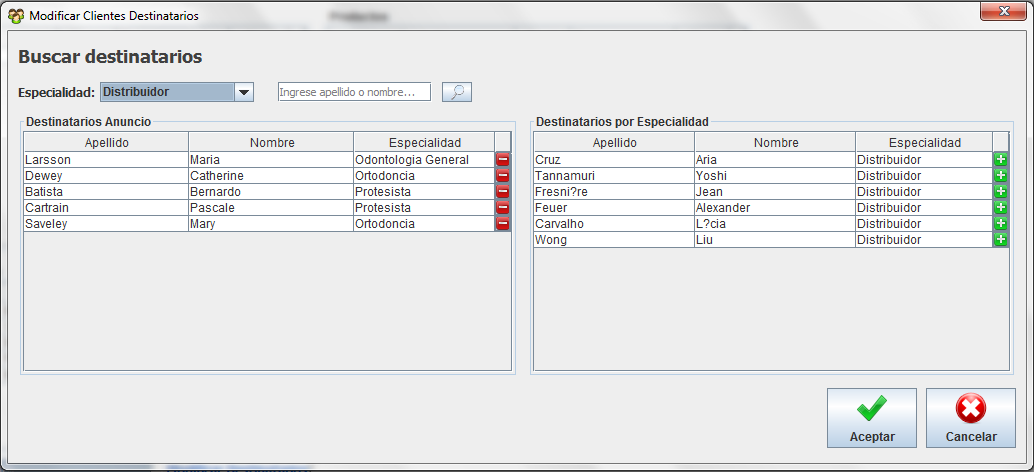 Modificar Clientes Destinatarios
Productos
Buscar destinatarios
Especialidad: Distribuidor Ingrese apellido o nombre...
Destinatarios Anuncio
Apellido Nombre Especialidad
Larsson Maria Odontologia General
Dewey Catherine Ortodoncia
Batista Bernardo Protesista
Cartrain Pascale Protesista
Saveley Mary Ortodoncia
Destinatarios por Especialidad
Apellido Nombre Especialidad
Cruz Aria Distribuidor
Tannamuri Yoshi Distribuidor
Fresni?re Jean Distribuidor
Feuer Alexander Distribuidor
Carvalho L?cia Distribuidor
Wong Liu Distribuidor
Aceptar Cancelar